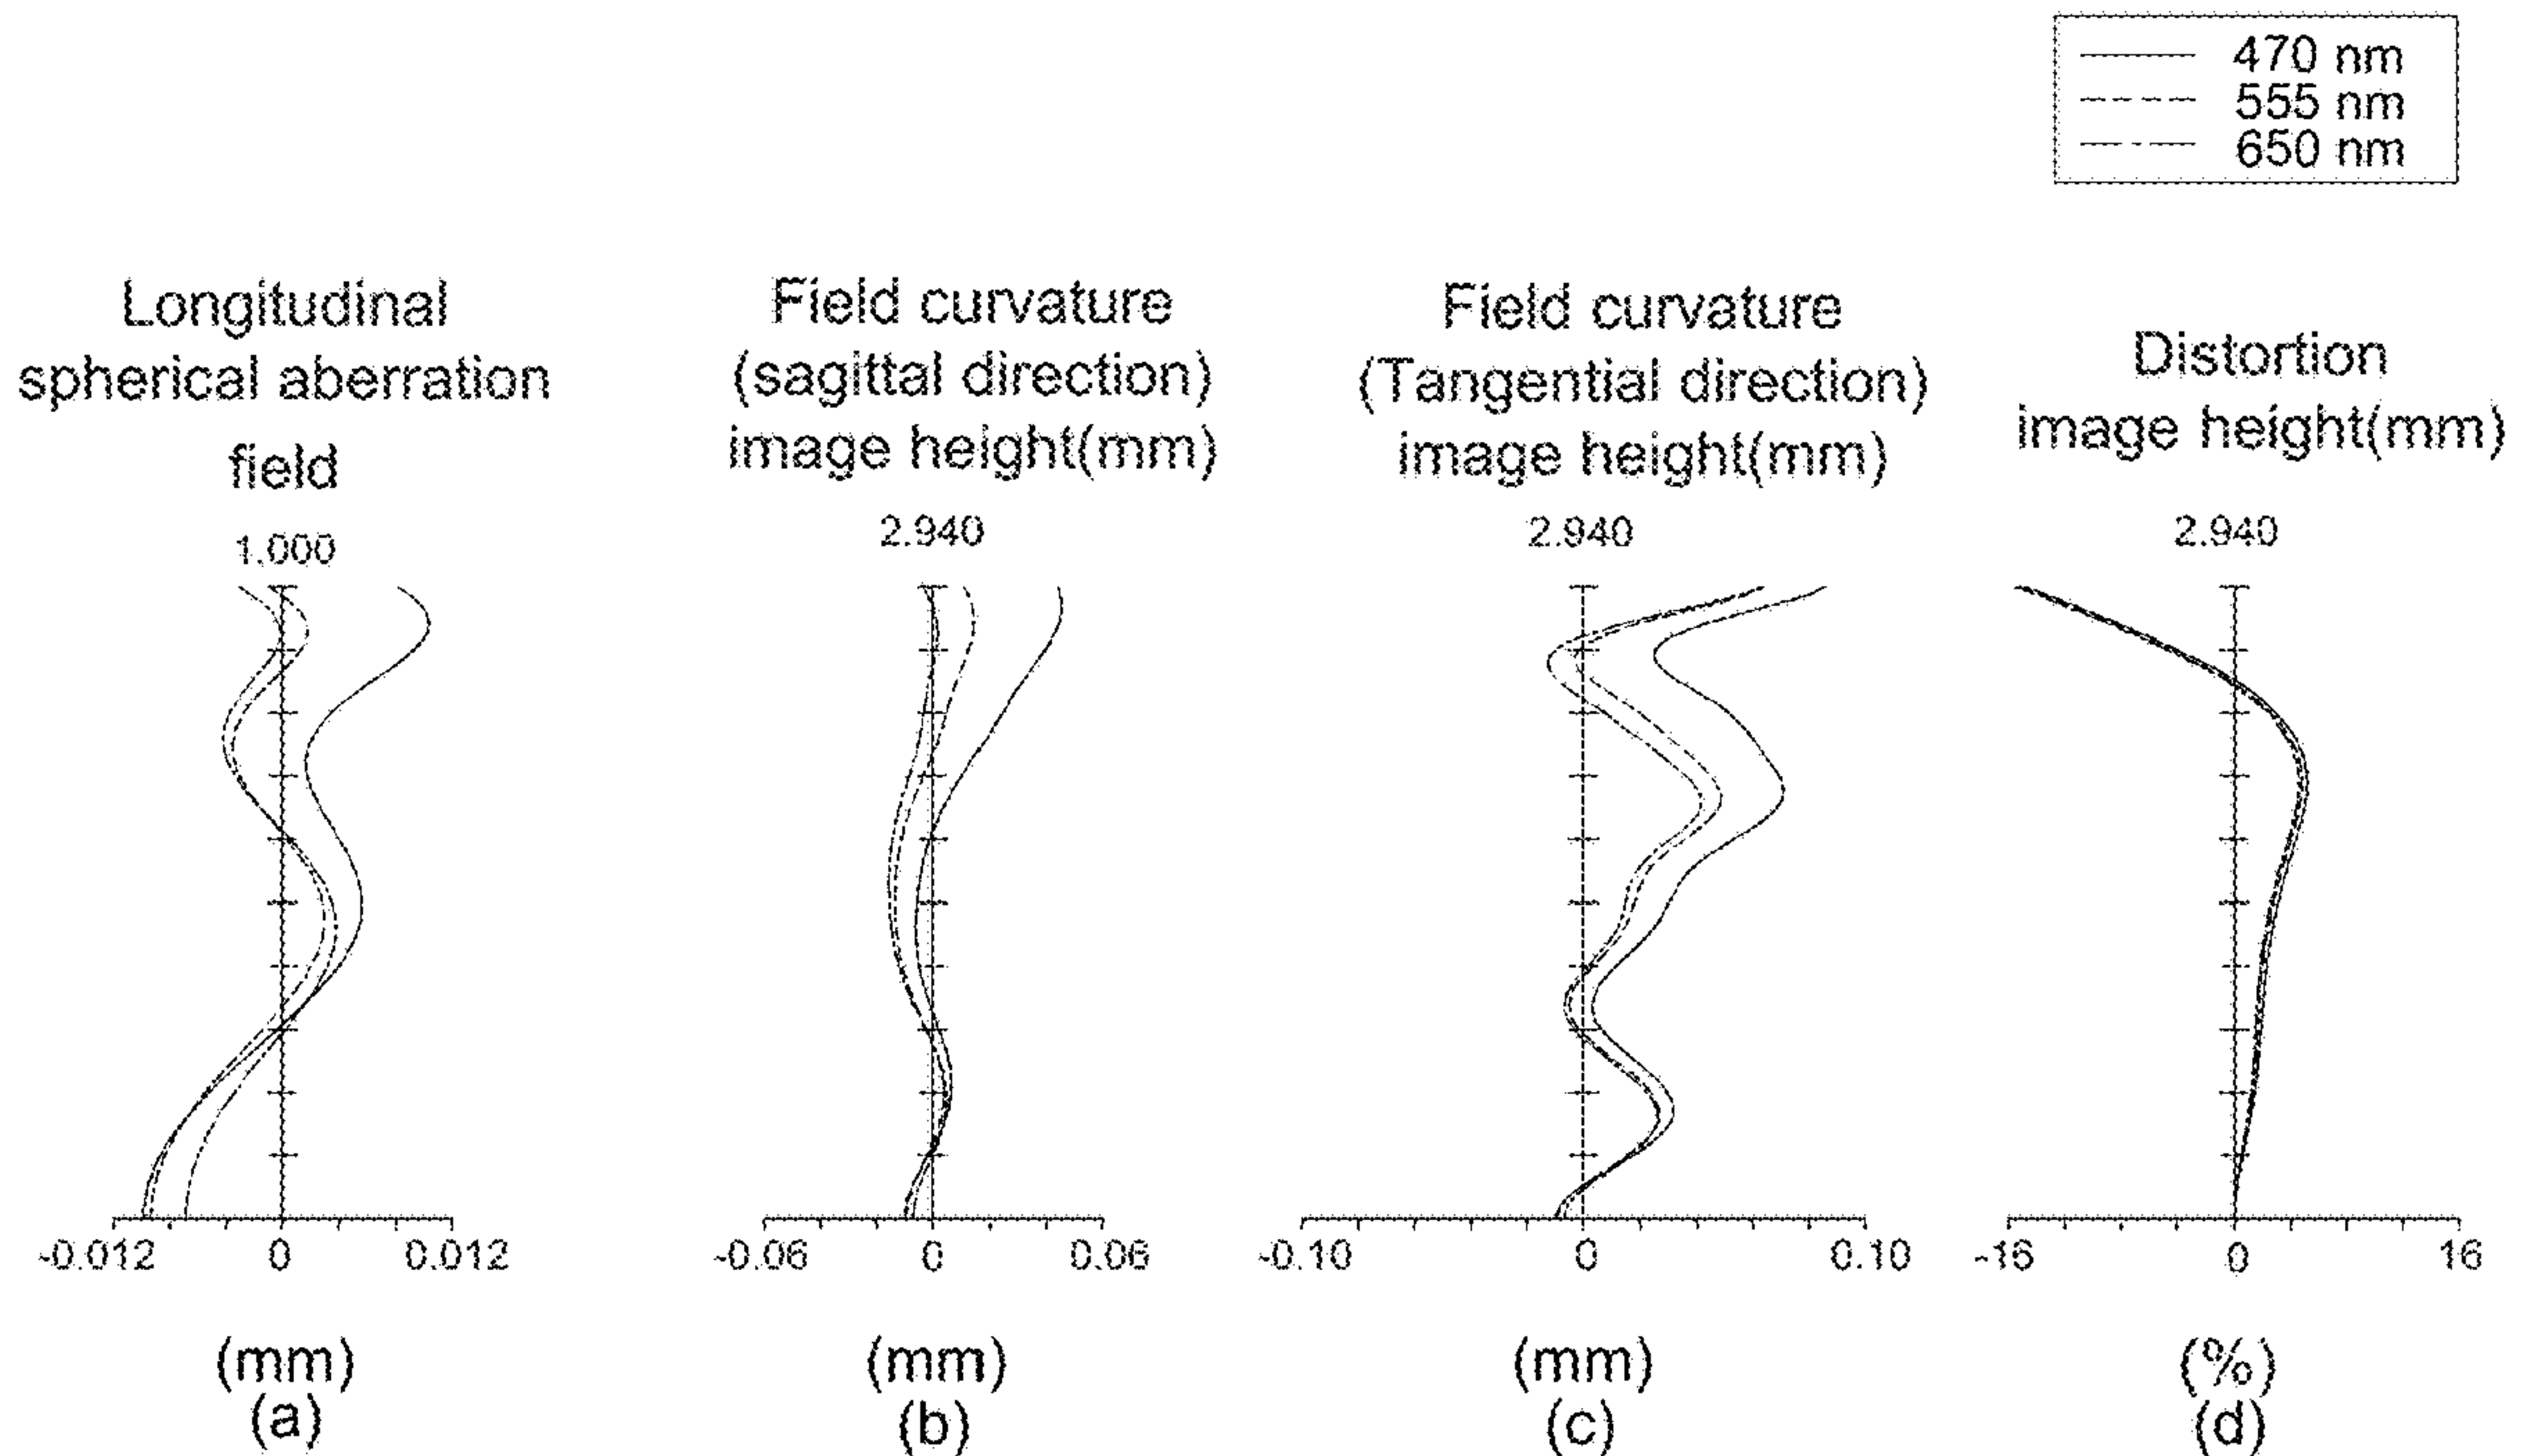 470 nm
555 nm
650 nm
Longitudinal
spherical aberration
field
1.000
-0.012 0 0.012
(mm)
(a)
Field curvature
(sagittal direction)
image height(mm)
2.940
-0.06 0 0.06
(mm)
(b)
Field curvature
(Tangential direction)
image height(mm)
2.940
-0.10 0 0.10
(mm)
(c)
Distortion
image height(mm)
2.940
-16 0 16
(%)
(d)